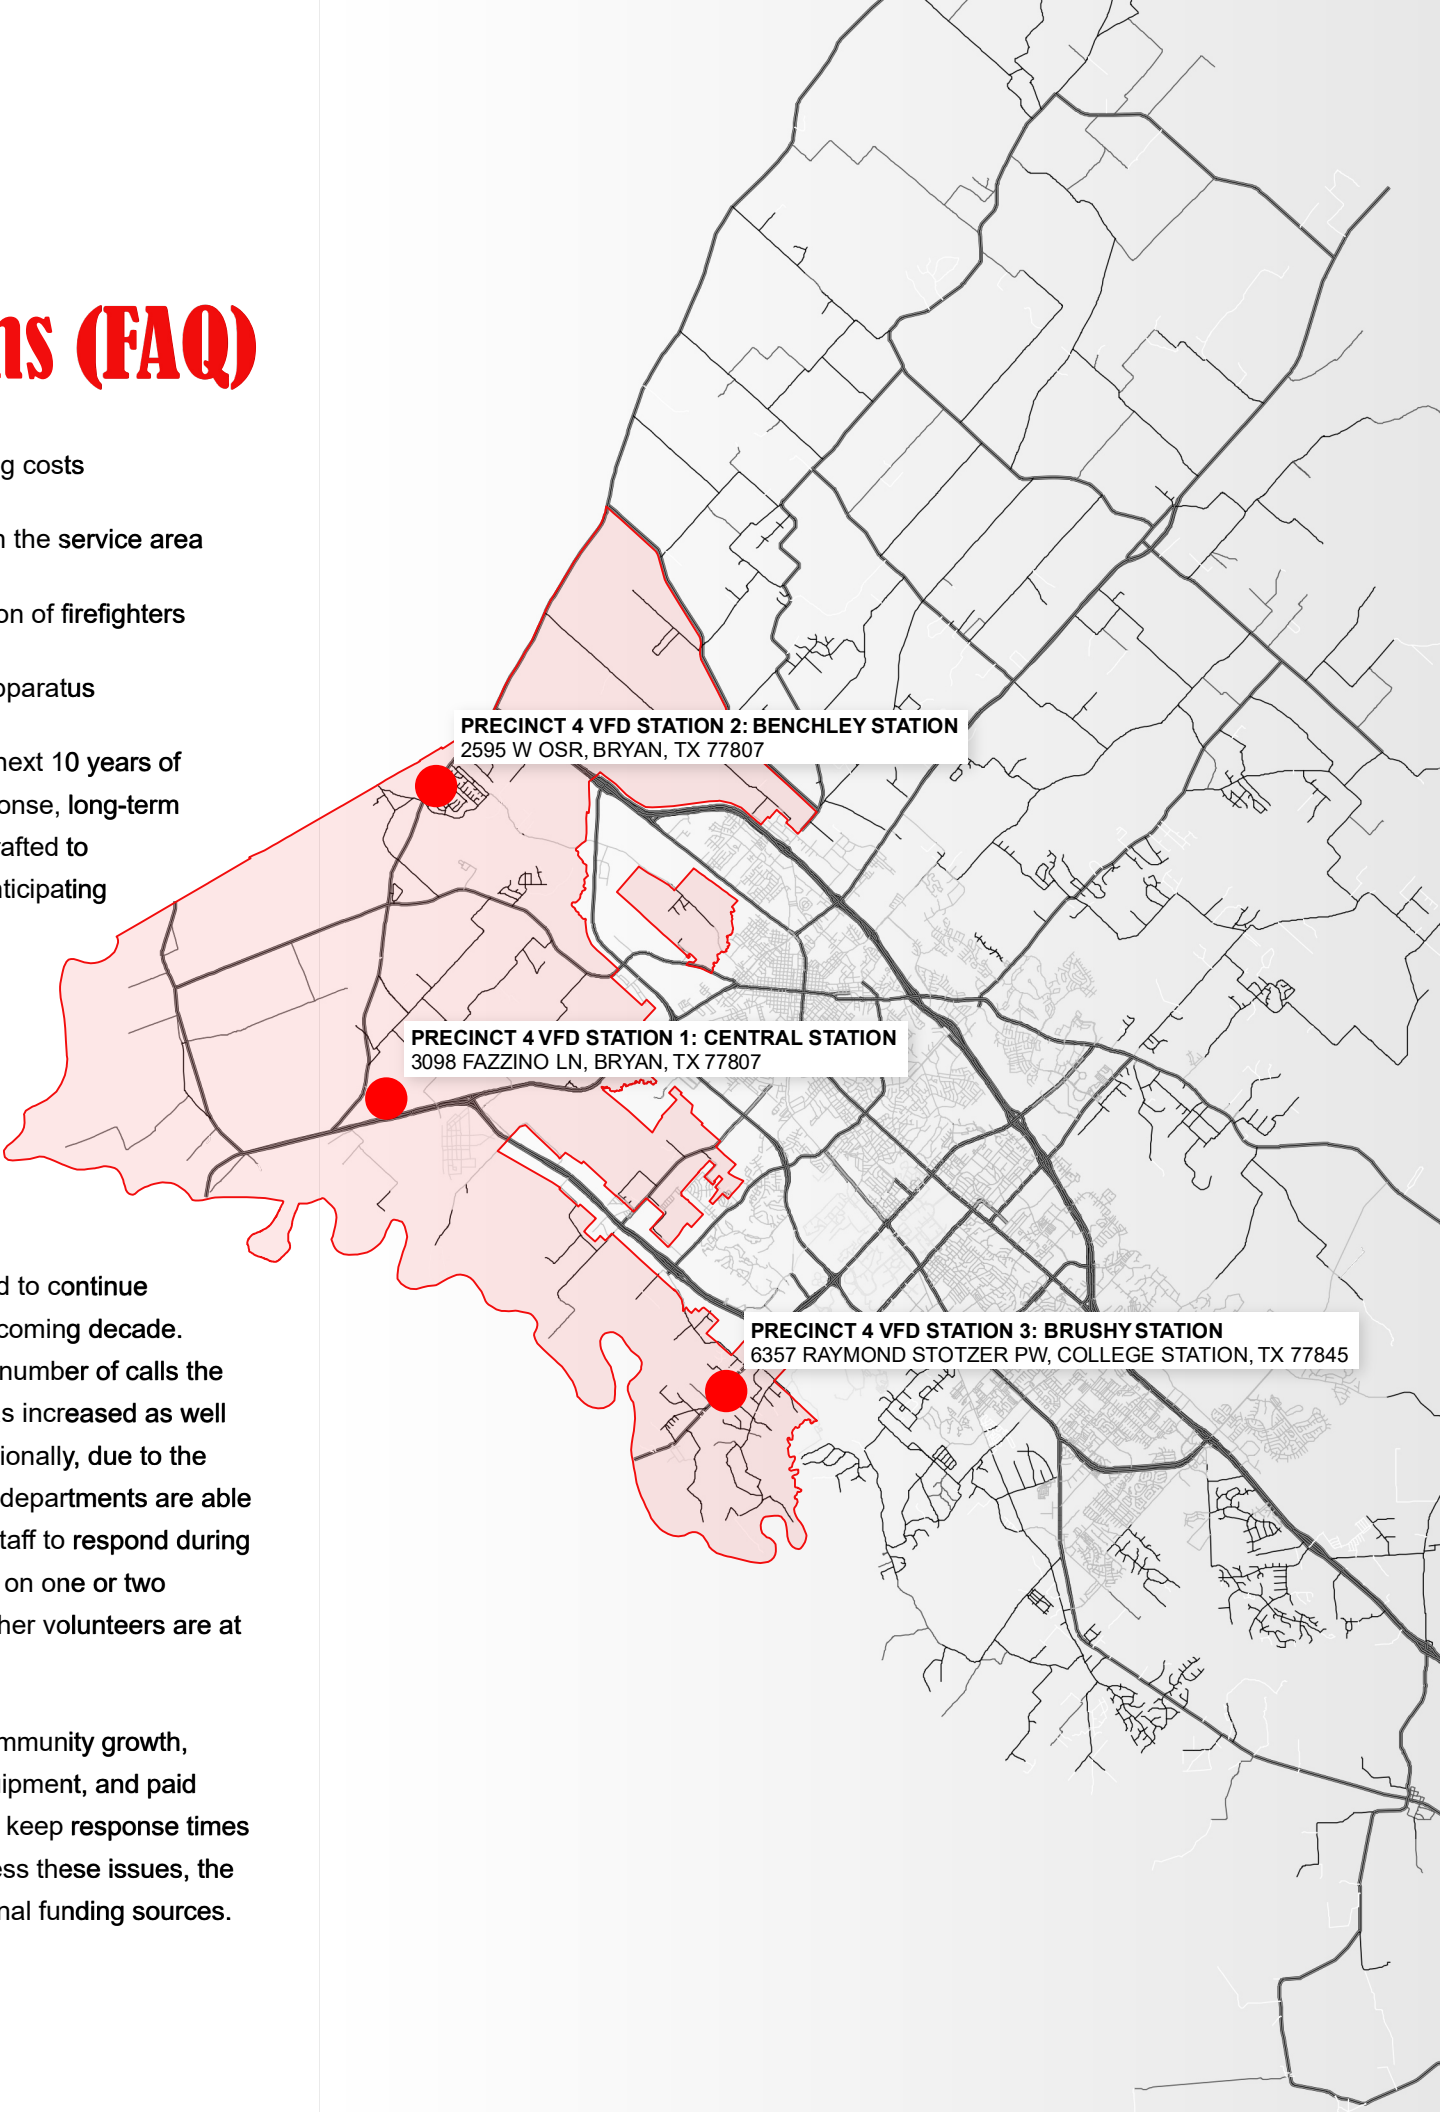 (FAQ)
g costs
the service area
on of firefighters
pparatus
next 10 years of
onse, long-term
rafted to
nticipating
PRECINCT 4 VFD STATION 2: BENCHLEY STATION
2595 W OSR, BRYAN, TX 77807
PRECINCT 4 VFD STATION 1: CENTRAL STATION
3098 FAZZINO LN, BRYAN, TX 77807
PRECINCT 4 VFD STATION 3: BRUSHY STATION
6357 RAYMOND STOTZER PW, COLLEGE STATION, TX 77845
d to continue
coming decade.
number of calls the
s increased as well
ionally, due to the
departments are able
taff to respond during
on one or two
her volunteers are at
mmunity growth,
uipment, and paid
keep response times
ess these issues, the
nal funding sources.